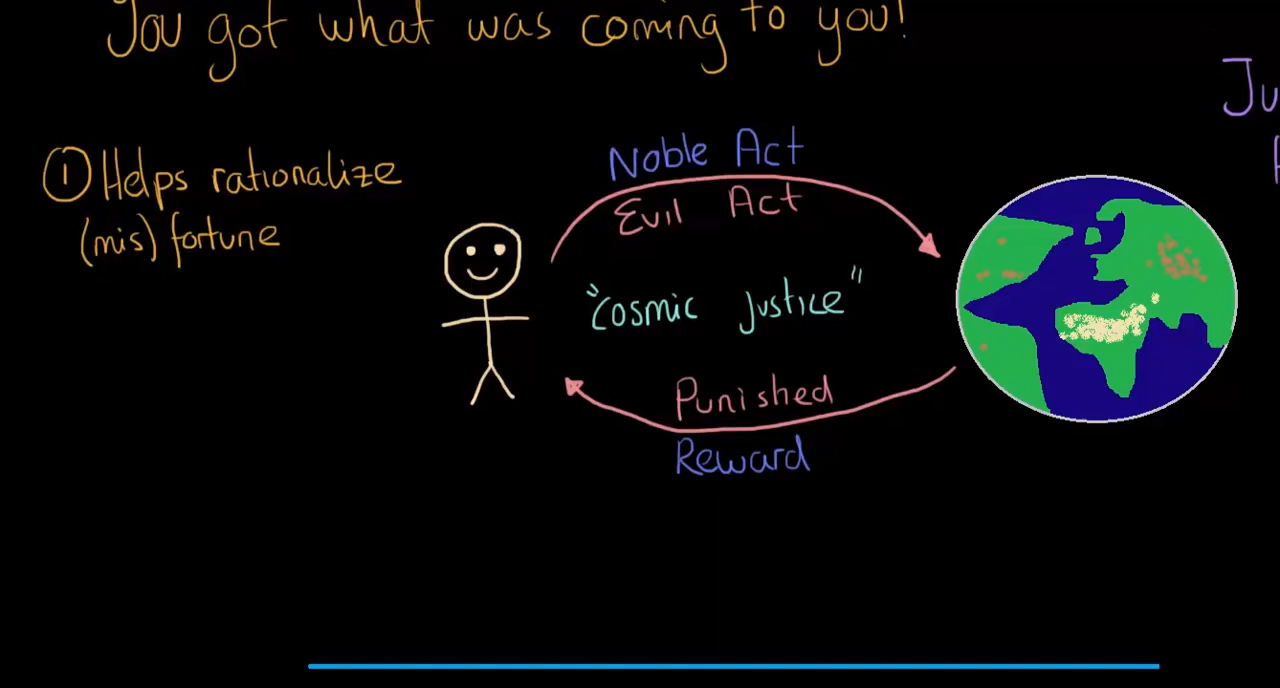 You got what was coming to you!
Ju
Noble Act
① Helps rationalize
(mis) fortune
Evil Act
"Cosmic Justice"
Punished
Reward